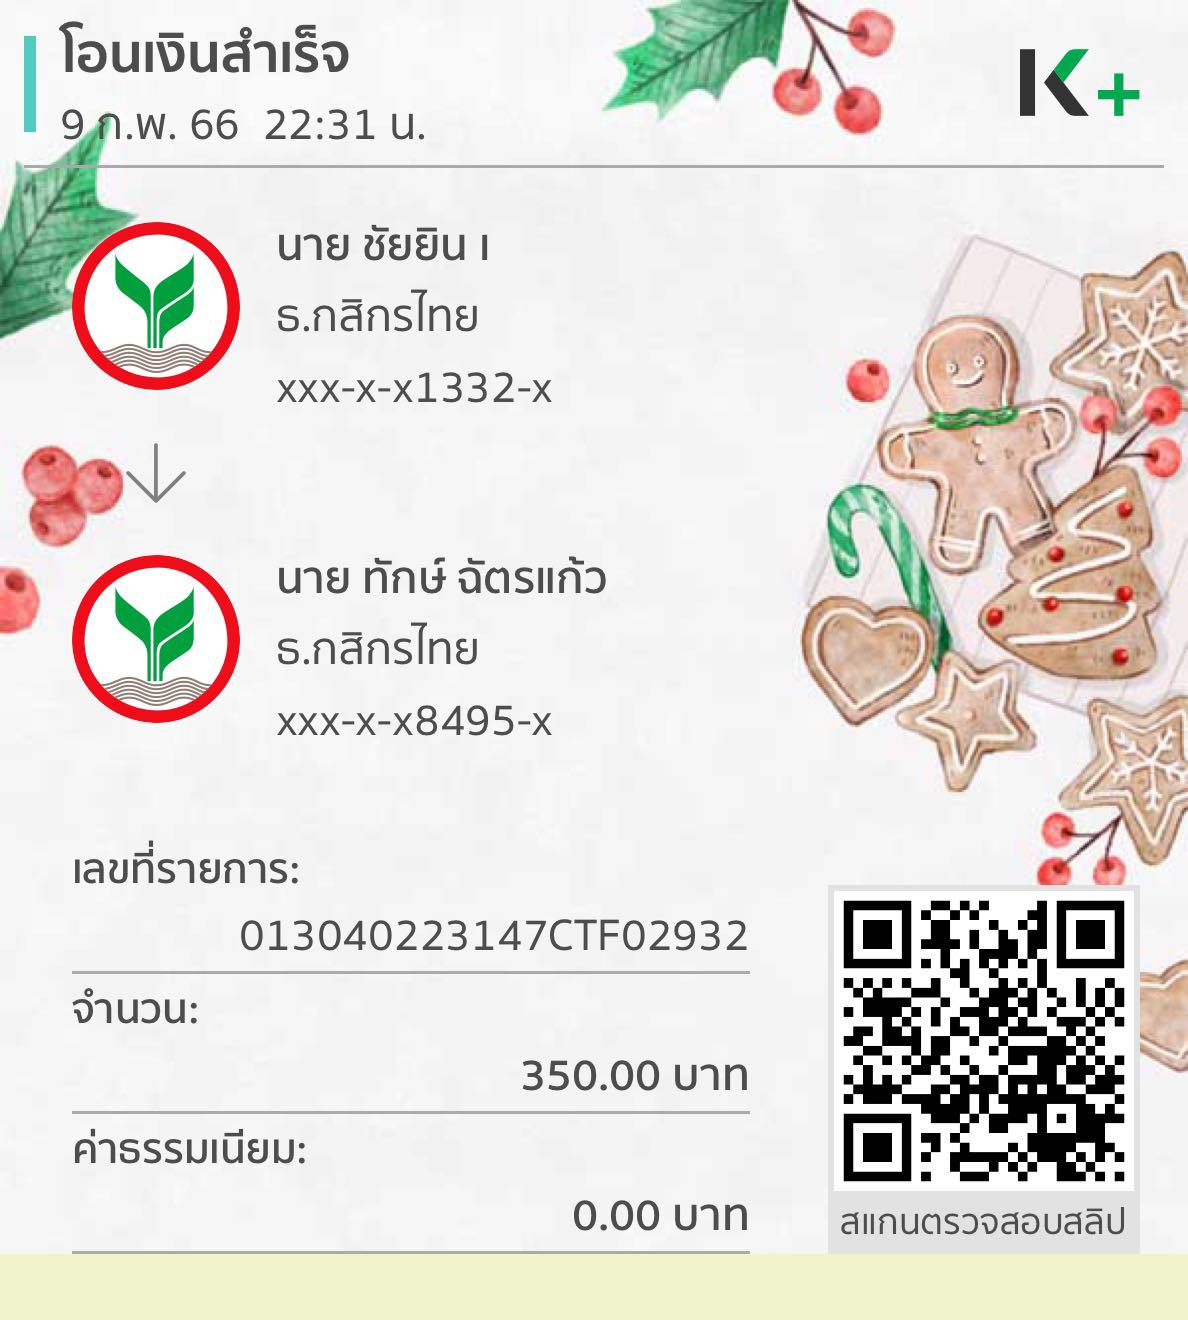 โอนเงินสำเร็จ
9 ก.พ. 66 22:31 น.
K+
นาย ชัยยิน เ
ธ.กสิกรไทย
xxx-x-x1332-x
นาย ทักษ์ ฉัตรแก้ว
ธ.กสิกรไทย
xxx-x-x8495-x
เลขที่รายการ:
013040223147CTF02932
จำนวน:
350.00 บาท
ค่าธรรมเนียม:
0.00 บาท
สแกนตรวจสอบสลิป